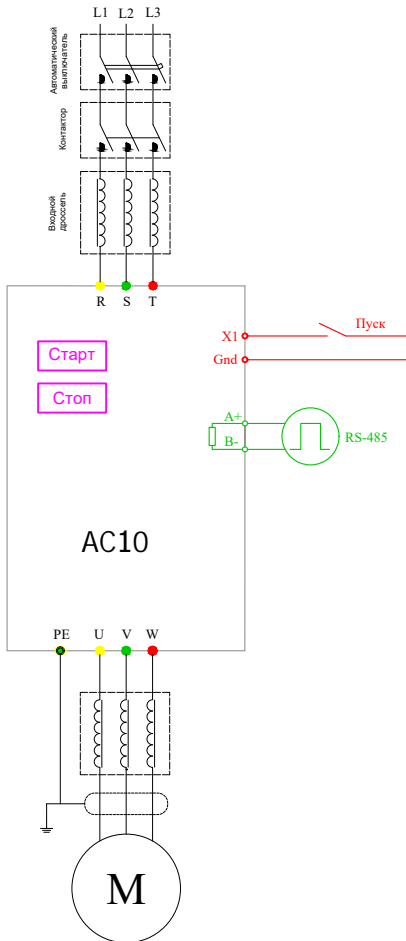 L1 L2 L3
Автоматический
выключатель
Контактор
Входной
дроссель
R S T
Старт
Стоп
X1
Пуск
Gnd
A+
B-
RS-485
AC10
PE U V W
M